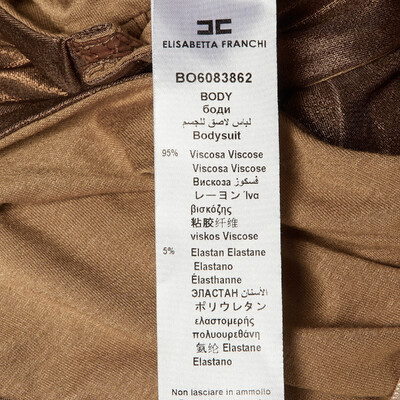 ELISABETTA FRANCHI
BO6083862
BODY
боди
لباس لاصق للجسم
Bodysuit
95% Viscosa Viscose
Viscosa Viscose
Вискоза فسكوز
レーヨン Ίνα
βισκόζης
粘胶纤维
viskos Viscose
5% Elastan Elastane
Elastano
Élasthanne
ЭЛАСТАН الأستان
ポリウレタン
ελαστομερής
πολυουρεθάνη
氨纶 Elastane
Elastano
Non lasciare in ammollo